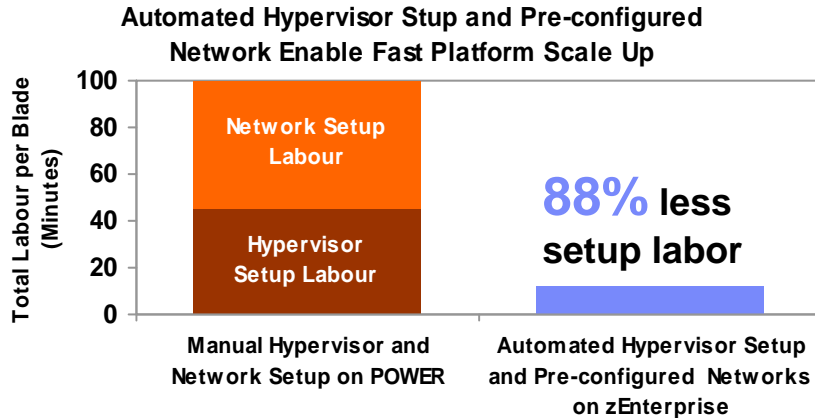 Automated Hypervisor Stup and Pre-configured
Network Enable Fast Platform Scale Up
Total Labour per Blade
(Minutes)
100
80
60
40
20
0
Network Setup
Labour
Hypervisor
Setup Labour
88% less
setup labor
Manual Hypervisor and
Network Setup on POWER
Automated Hypervisor Setup
and Pre-configured Networks
on zEnterprise